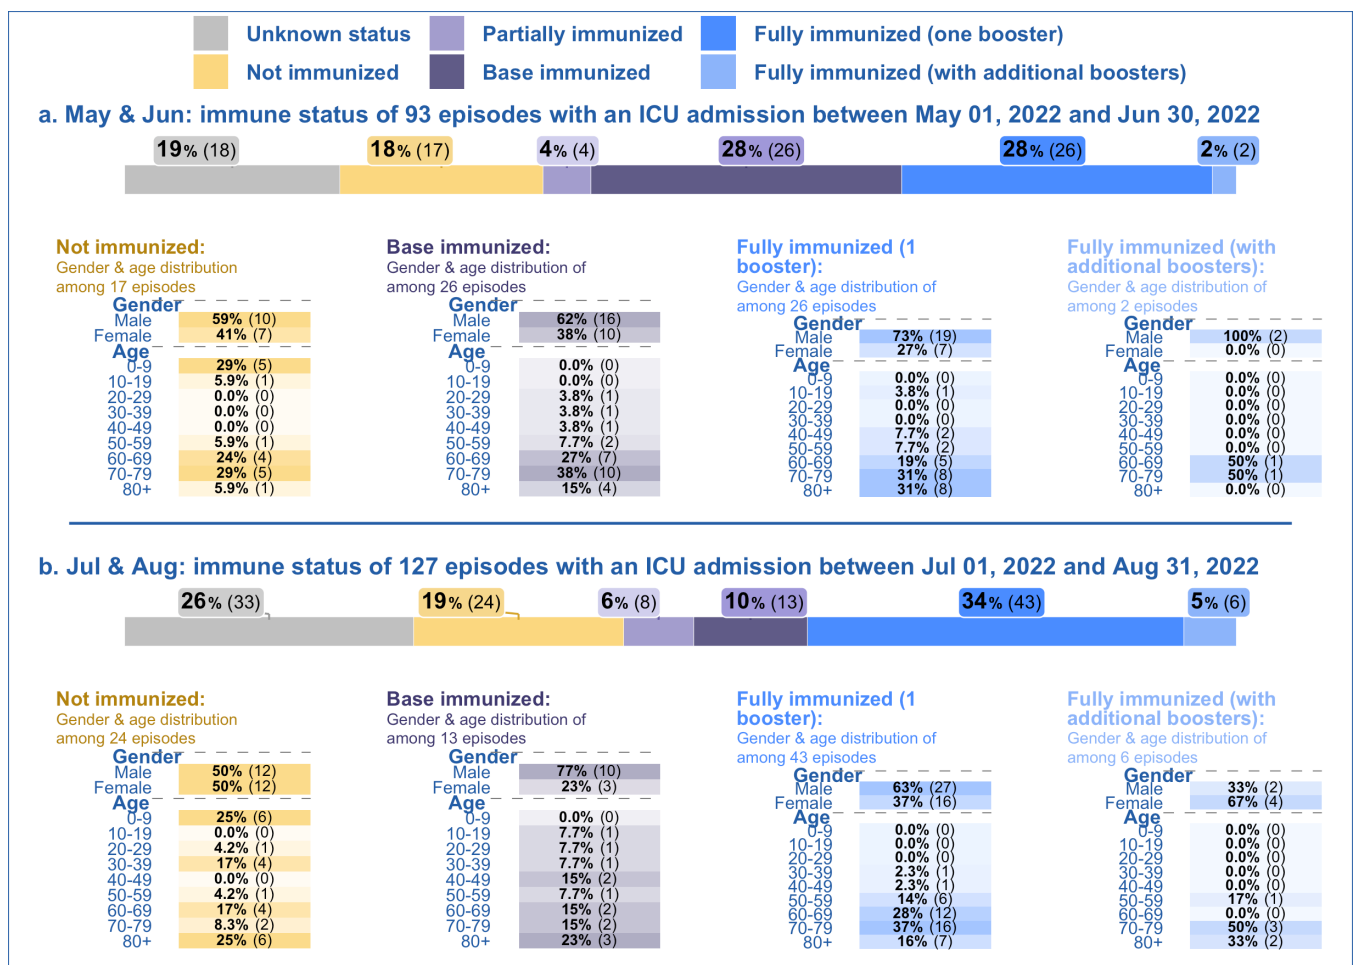 Unknown status
Partially immunized
Fully immunized (one booster)
Not immunized
Base immunized
Fully immunized (with additional boosters)
a. May & Jun: immune status of 93 episodes with an ICU admission between May 01, 2022 and Jun 30, 2022
19% (18)
18% (17)
4% (4)
28% (26)
28% (26)
2% (2)
Not immunized:
Gender & age distribution
among 17 episodes
Gender
Male 59% (10)
Female 41% (7)
Age
0-9 29% (5)
10-19 5.9% (1)
20-29 0.0% (0)
30-39 0.0% (0)
40-49 0.0% (0)
50-59 5.9% (1)
60-69 24% (4)
70-79 29% (5)
80+ 5.9% (1)
Base immunized:
Gender & age distribution of
among 26 episodes
Gender
Male 62% (16)
Female 38% (10)
Age
0-9 0.0% (0)
10-19 0.0% (0)
20-29 3.8% (1)
30-39 3.8% (1)
40-49 3.8% (1)
50-59 7.7% (2)
60-69 27% (7)
70-79 38% (10)
80+ 15% (4)
Fully immunized (1
booster):
Gender & age distribution of
among 26 episodes
Gender
Male 73% (19)
Female 27% (7)
Age
0-9 0.0% (0)
10-19 3.8% (1)
20-29 0.0% (0)
30-39 0.0% (0)
40-49 7.7% (2)
50-59 7.7% (2)
60-69 19% (5)
70-79 31% (8)
80+ 31% (8)
Fully immunized (with
additional boosters):
Gender & age distribution of
among 2 episodes
Gender
Male 100% (2)
Female 0.0% (0)
Age
0-9 0.0% (0)
10-19 0.0% (0)
20-29 0.0% (0)
30-39 0.0% (0)
40-49 0.0% (0)
50-59 0.0% (0)
60-69 50% (1)
70-79 50% (1)
80+ 0.0% (0)
b. Jul & Aug: immune status of 127 episodes with an ICU admission between Jul 01, 2022 and Aug 31, 2022
26% (33)
19% (24)
6% (8)
10% (13)
34% (43)
5% (6)
Not immunized:
Gender & age distribution
among 24 episodes
Gender
Male 50% (12)
Female 50% (12)
Age
0-9 25% (6)
10-19 0.0% (0)
20-29 4.2% (1)
30-39 17% (4)
40-49 0.0% (0)
50-59 4.2% (1)
60-69 17% (4)
70-79 8.3% (2)
80+ 25% (6)
Base immunized:
Gender & age distribution of
among 13 episodes
Gender
Male 77% (10)
Female 23% (3)
Age
0-9 0.0% (0)
10-19 7.7% (1)
20-29 7.7% (1)
30-39 7.7% (1)
40-49 15% (2)
50-59 7.7% (1)
60-69 15% (2)
70-79 15% (2)
80+ 23% (3)
Fully immunized (1
booster):
Gender & age distribution of
among 43 episodes
Gender
Male 63% (27)
Female 37% (16)
Age
0-9 0.0% (0)
10-19 0.0% (0)
20-29 0.0% (0)
30-39 2.3% (1)
40-49 2.3% (1)
50-59 14% (6)
60-69 28% (12)
70-79 37% (16)
80+ 16% (7)
Fully immunized (with
additional boosters):
Gender & age distribution of
among 6 episodes
Gender
Male 33% (2)
Female 67% (4)
Age
0-9 0.0% (0)
10-19 0.0% (0)
20-29 0.0% (0)
30-39 0.0% (0)
40-49 0.0% (0)
50-59 17% (1)
60-69 0.0% (0)
70-79 50% (3)
80+ 33% (2)